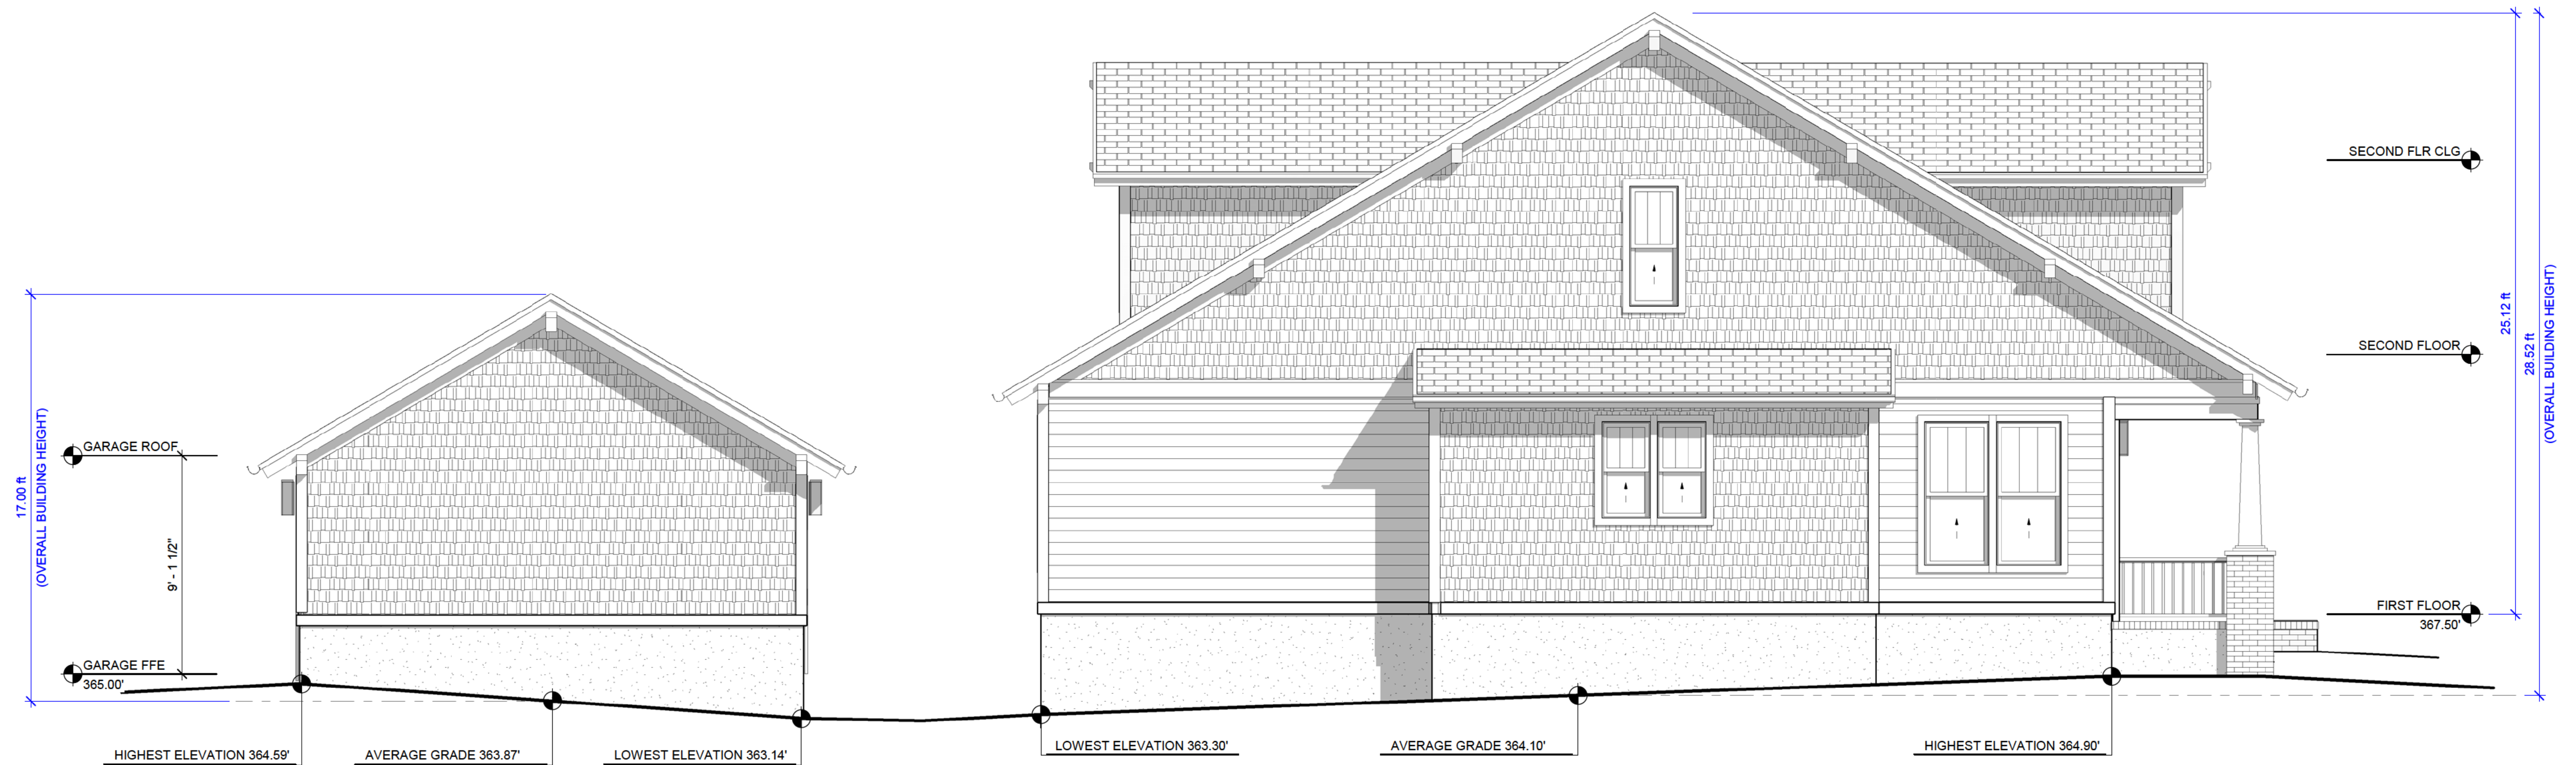 SECOND FLR CLG
SECOND FLOOR
25.12 ft
28.52 ft
(OVERALL BUILDING HEIGHT)
17.00 ft
(OVERALL BUILDING HEIGHT)
GARAGE ROOF
9' - 1 1/2"
GARAGE FFE
365.00'
FIRST FLOOR
367.50'
HIGHEST ELEVATION 364.59'
AVERAGE GRADE 363.87'
LOWEST ELEVATION 363.14'
LOWEST ELEVATION 363.30'
AVERAGE GRADE 364.10'
HIGHEST ELEVATION 364.90'